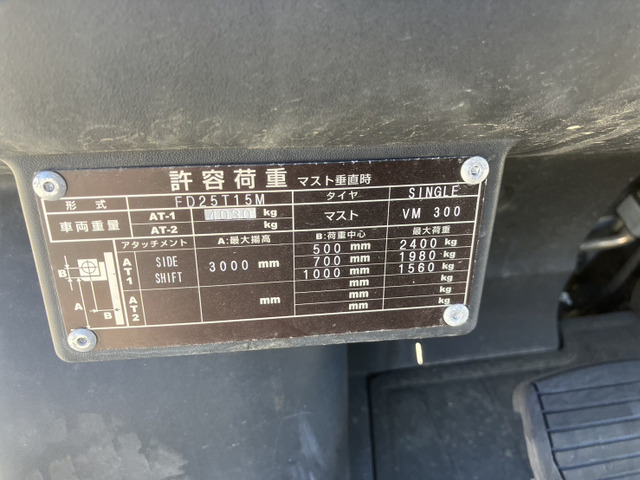 許容荷重 マスト垂直時
形式 FD25T15M タイヤ SINGLE
車両重量 AT-1 4030 kg マスト VM 300
AT-2 kg
アタッチメント A:最大揚高 B:荷重中心 最大荷重
AT1 SIDE SHIFT 3000 mm 500 mm 2400 kg
700 mm 1980 kg
1000 mm 1560 kg
mm kg
AT2 mm mm kg
mm kg
B
A
B